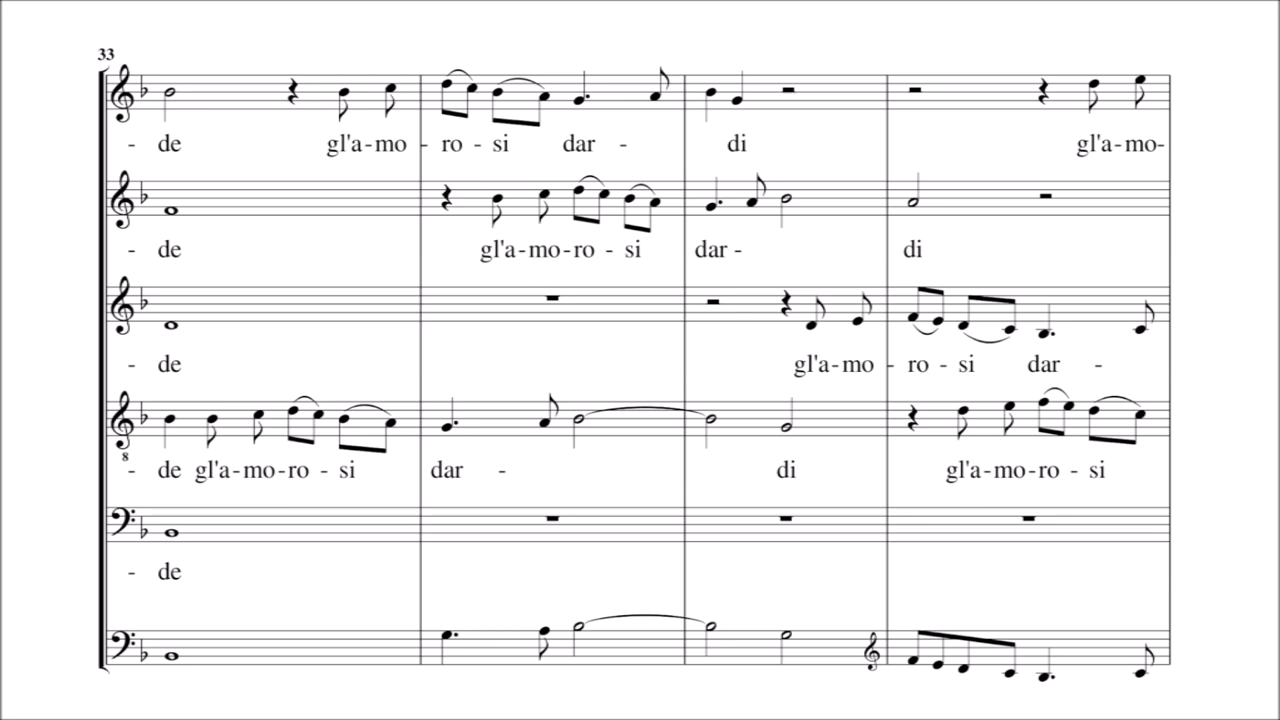 33
- de gl'a - mo - ro - si dar - di gl'a - mo-
- de gl'a - mo - ro - si dar - di
- de gl'a - mo - ro - si dar -
8
- de gl'a - mo - ro - si dar - di gl'a - mo - ro - si
- de